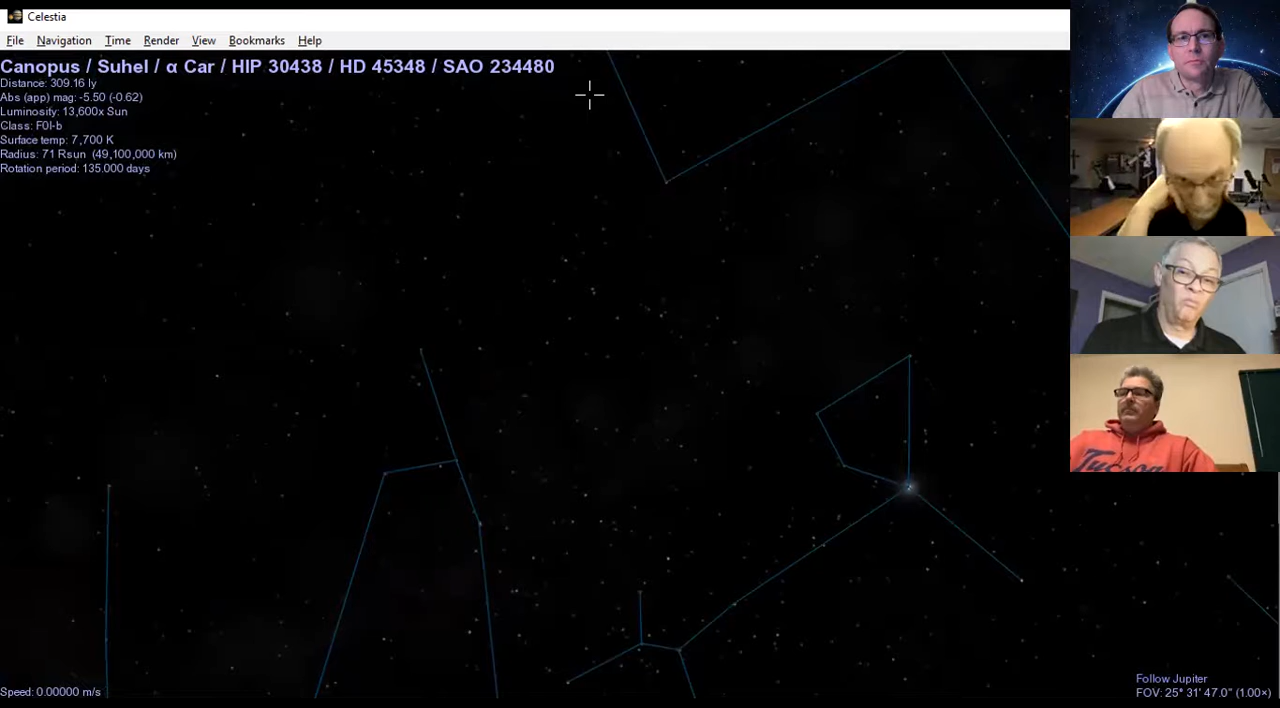 Celestia
File Navigation Time Render View Bookmarks Help
Canopus / Suhel / α Car / HIP 30438 / HD 45348 / SAO 234480
Distance: 309.16 ly
Abs (app) mag: -5.50 (-0.62)
Luminosity: 13,600x Sun
Class: F0I-b
Surface temp: 7,700 K
Radius: 71 Rsun (49,100,000 km)
Rotation period: 135.000 days
Tucson
Speed: 0.00000 m/s
Follow Jupiter
FOV: 25° 31' 47.0" (1.00×)